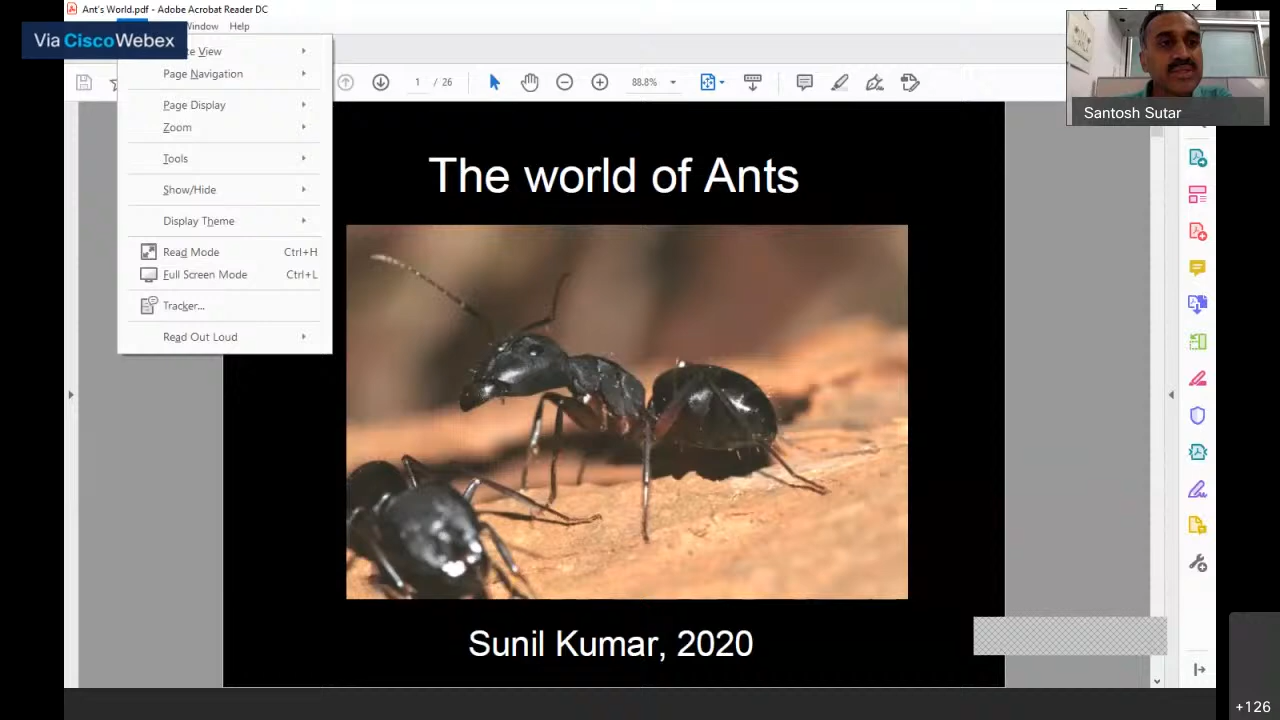 Ant's World.pdf - Adobe Acrobat Reader DC
Window Help
Via CiscoWebex
View
Page Navigation
1 / 26
88.8%
Page Display
Zoom
Tools
Show/Hide
Display Theme
Read Mode Ctrl+H
Full Screen Mode Ctrl+L
Tracker...
Read Out Loud
Santosh Sutar
The world of Ants
Sunil Kumar, 2020
+126